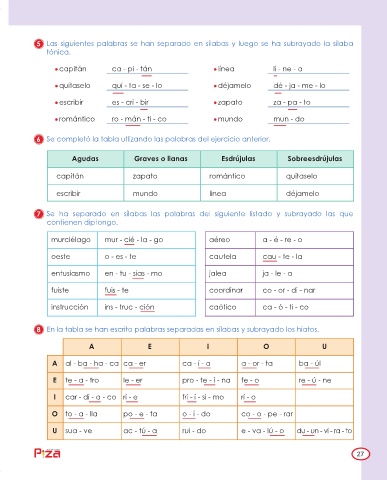 5 Las siguientes palabras se han separado en sílabas y luego se ha subrayado la sílaba
tónica.
• capitán ca - pi - tán • línea lí - ne - a
• quítaselo quí - ta - se - lo • déjamelo dé - ja - me - lo
• escribir es - cri - bir • zapato za - pa - to
• romántico ro - mán - ti - co • mundo mun - do
6 Se completó la tabla utlizando las palabras del ejercicio anterior.
Agudas Graves o llanas Esdrújulas Sobreesdrújulas
capitán zapato romántico quítaselo
escribir mundo línea déjamelo
7 Se ha separado en sílabas las palabras del siguiente listado y subrayado las que
contienen diptongo.
murciélago mur - cié - la - go aéreo a - é - re - o
oeste o - es - te cautela cau - te - la
entusiasmo en - tu - sias - mo jalea ja - le - a
fuiste fuis - te coordinar co - or - di - nar
instrucción ins - truc - ción caótico ca - ó - ti - co
8 En la tabla se han escrito palabras separadas en sílabas y subrayado los hiatos.
A E I O U
A al - ba - ha - ca ca - er ca - í - a a - or - ta ba - úl
E te - a - tro le - er pro - te - í - na te - o re - ú - ne
I car - dí - a - co rí - e fri - í - si - mo rí - o
O to - a - lla po - e - ta o - í - do co - o - pe - rar
U sua - ve ac - tú - a rui - do e - va - lú - o du - un - vi - ra - to
Piza 27